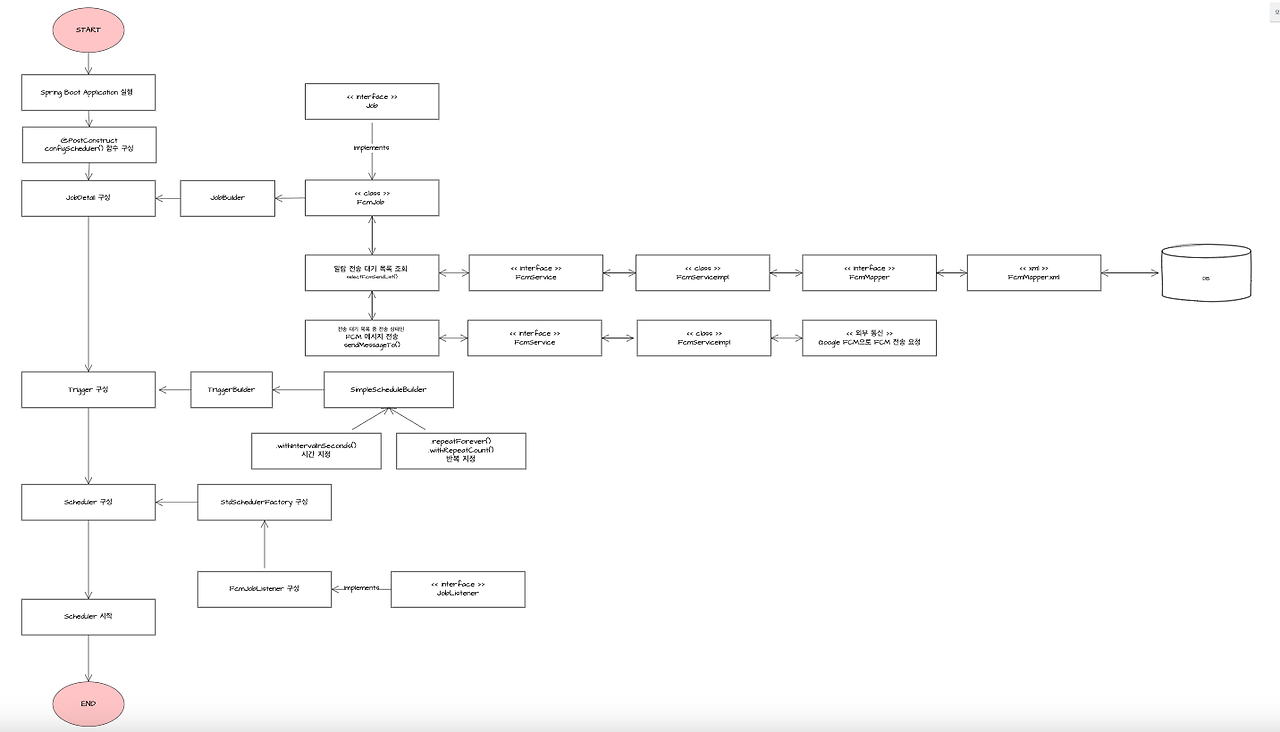 START
Spring Boot Application 실행
@PostConstruct
configScheduler() 함수 구성
<< interface >>
Job
implements
JobDetail 구성
JobBuilder
<< class >>
FcmJob
알람 전송 대기 목록 조회
selectFcmSendList()
<< interface >>
FcmService
<< class >>
FcmServiceImpl
<< interface >>
FcmMapper
<< xml >>
FcmMapper.xml
DB
전송 대기 목록 중 전송 상태인
FCM 메시지 전송
sendMessageTo()
<< interface >>
FcmService
<< class >>
FcmServiceImpl
<< 외부 통신 >>
Google FCM으로 FCM 전송 요청
Trigger 구성
TriggerBuilder
SimpleScheduleBuilder
.withIntervalInSeconds()
시간 지정
.repeatForever()
.withRepeatCount()
반복 지정
Scheduler 구성
StdSchedulerFactory 구성
FcmJobListener 구성
implements
<< interface >>
JobListener
Scheduler 시작
END